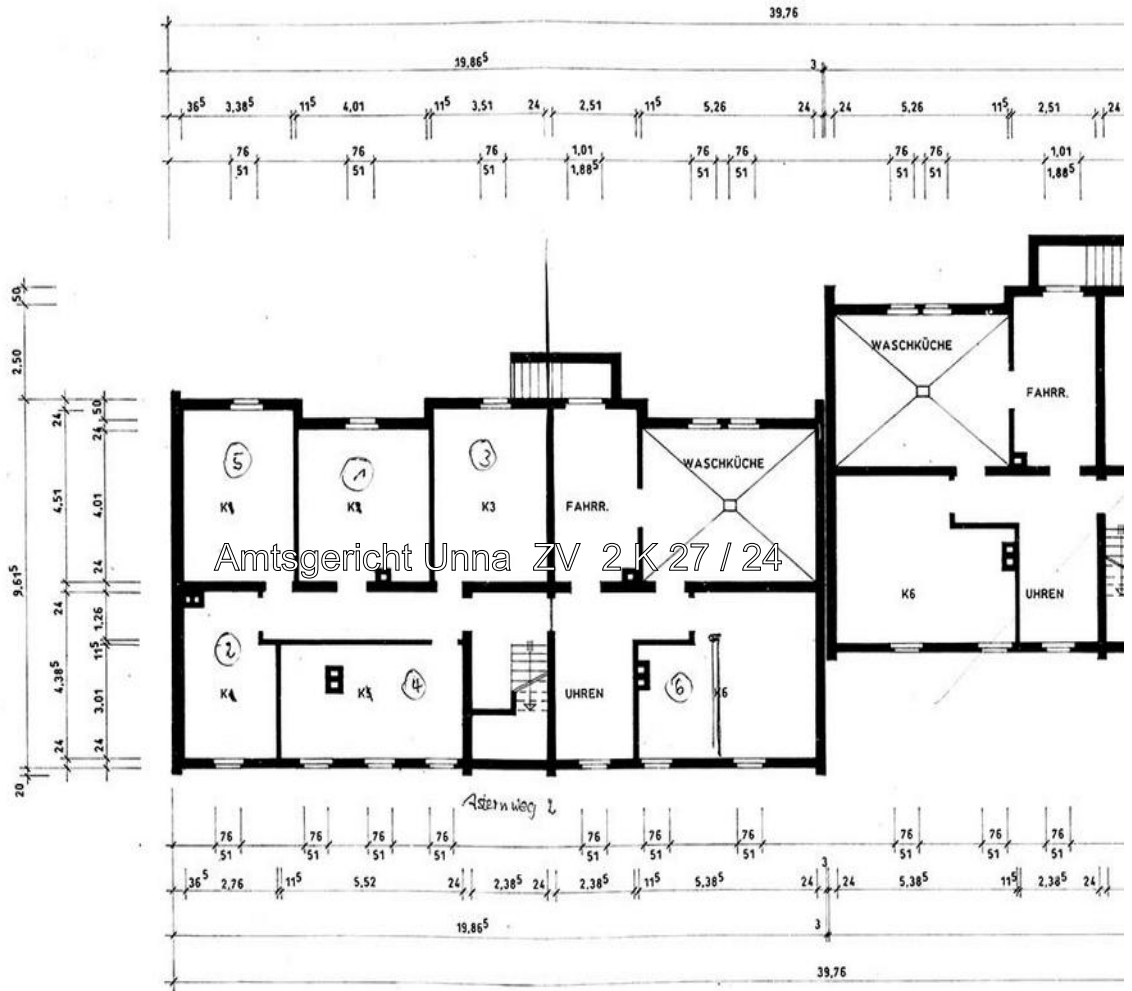 39,76
19,86⁵ 3
36⁵ 3,38⁵ 11⁵ 4,01 11⁵ 3,51 24 2,51 11⁵ 5,26 24 24 5,26 11⁵ 2,51 24
76 76 76 1,01 76 76 76 76 1,01
51 51 51 1,88⁵ 51 51 51 51 1,88⁵
50
2,50
9,61⁵
20
24
4,51
24
4,38⁵
24
50
24
4,01
24
1,26
11⁵
3,01
24
WASCHKÜCHE
FAHRR.
5
1
3
WASCHKÜCHE
K3
FAHRR.
Amtsgericht Unna ZV 2 K 27 / 24
K6
UHREN
2
4
6
K6
UHREN
Asternweg 2
76 76 76 76 76 76 76 76 76 76
51 51 51 51 51 51 51 51 51 51
3
36⁵ 2,76 11⁵ 5,52 24 2,38⁵ 24 2,38⁵ 11⁵ 5,38⁵ 24 24 5,38⁵ 11⁵ 2,38⁵ 24
19,86⁵ 3
39,76